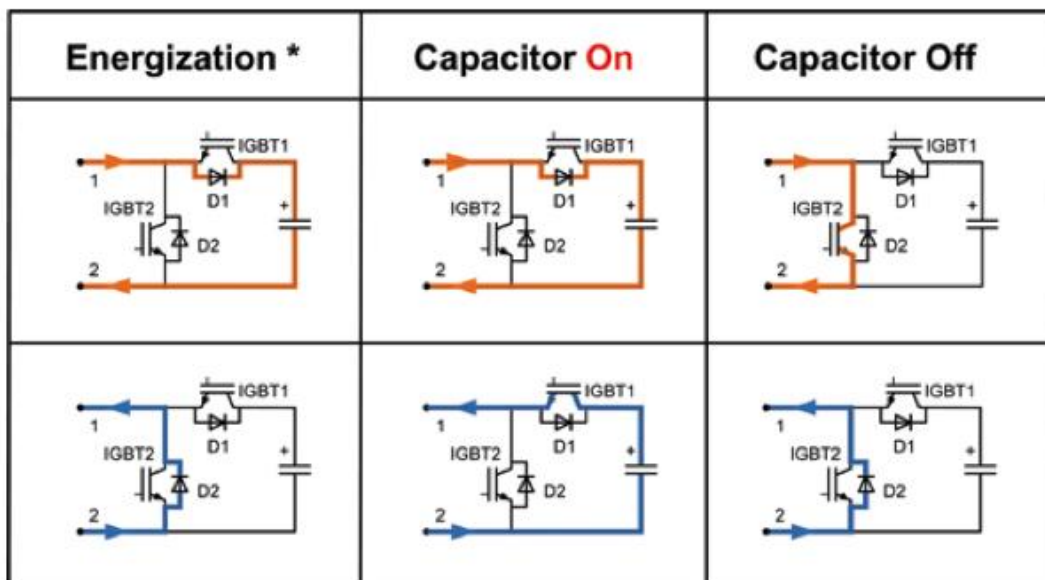 Energization *
Capacitor On
Capacitor Off
IGBT1
1
D1
IGBT2
+
D2
2
IGBT1
1
D1
IGBT2
+
D2
2
IGBT1
1
D1
IGBT2
+
D2
2
IGBT1
1
D1
IGBT2
+
D2
2
IGBT1
1
D1
IGBT2
+
D2
2
IGBT1
1
D1
IGBT2
+
D2
2